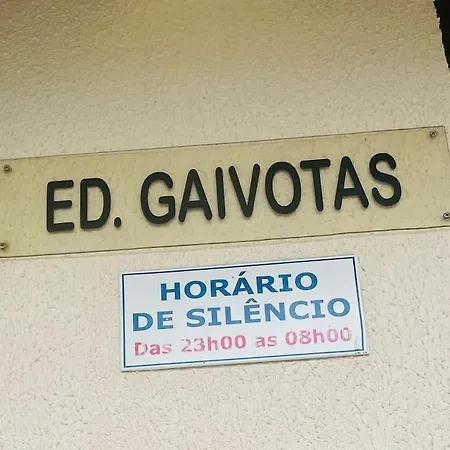 ED. GAIVOTAS
HORÁRIO
DE SILÊNCIO
Das 23h00 as 08h00